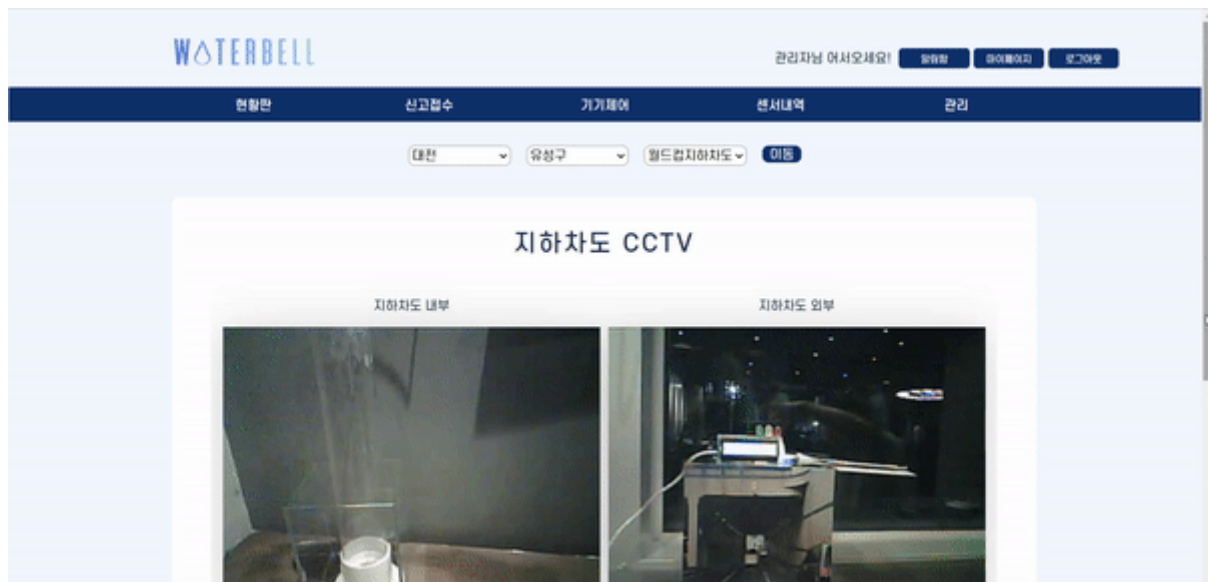 WATERBELL
관리자님 어서오세요! 알림함 마이페이지 로그아웃
현황판 신고접수 기기제어 센서내역 관리
대전 유성구 월드컵지하차도 이동
지하차도 CCTV
지하차도 내부 지하차도 외부